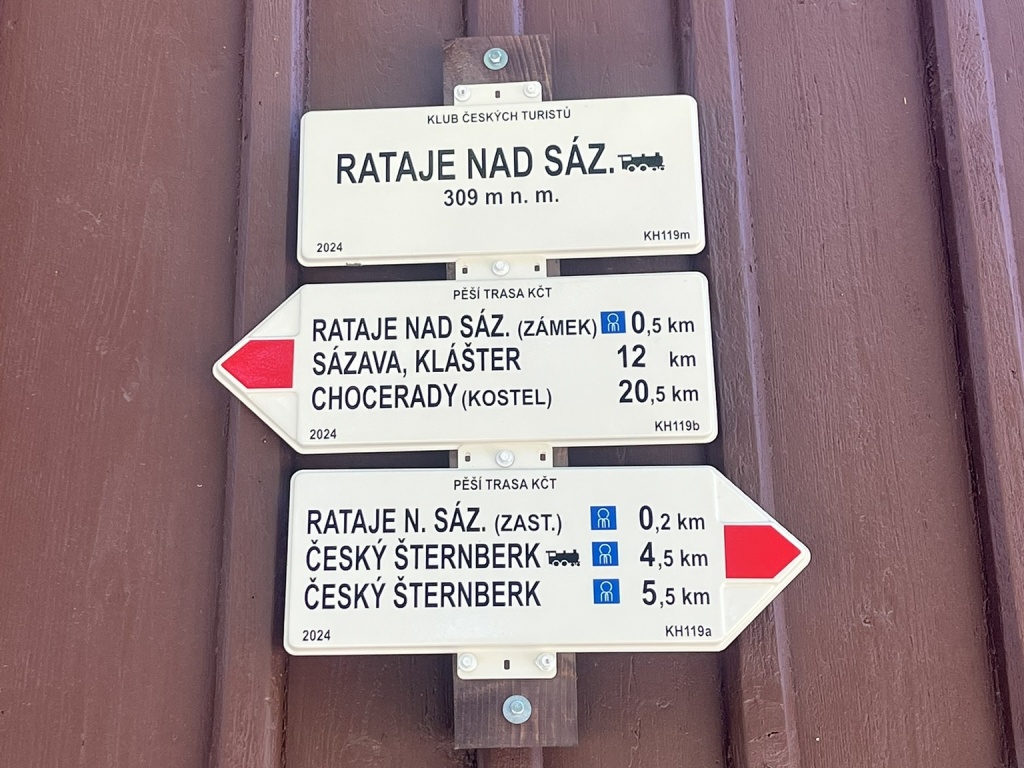 KLUB ČESKÝCH TURISTŮ
RATAJE NAD SÁZ.
309 m n. m.
2024 KH119m
PĚŠÍ TRASA KČT
RATAJE NAD SÁZ. (ZÁMEK) 0,5 km
SÁZAVA, KLÁŠTER 12 km
CHOCERADY (KOSTEL) 20,5 km
2024 KH119b
PĚŠÍ TRASA KČT
RATAJE N. SÁZ. (ZAST.) 0,2 km
ČESKÝ ŠTERNBERK 4,5 km
ČESKÝ ŠTERNBERK 5,5 km
2024 KH119a